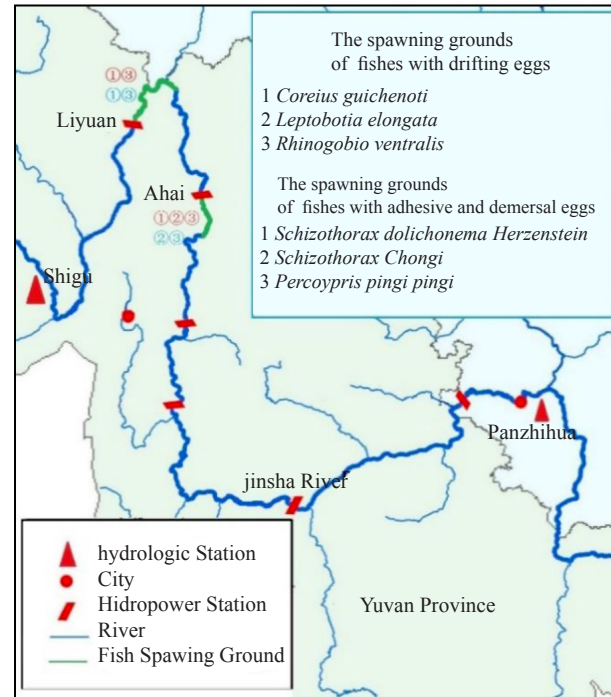 The spawning grounds
of fishes with drifting eggs
1 Coreius guichenoti
2 Leptobotia elongata
3 Rhinogobio ventralis
The spawning grounds
of fishes with adhesive and demersal eggs
1 Schizothorax dolichonema Herzenstein
2 Schizothorax Chongi
3 Percoypris pingi pingi
①③
①③
Liyuan
Ahai
①②③
②③
Shigu
Panzhihua
jinsha River
Yuvan Province
hydrologic Station
City
Hidropower Station
River
Fish Spawing Ground